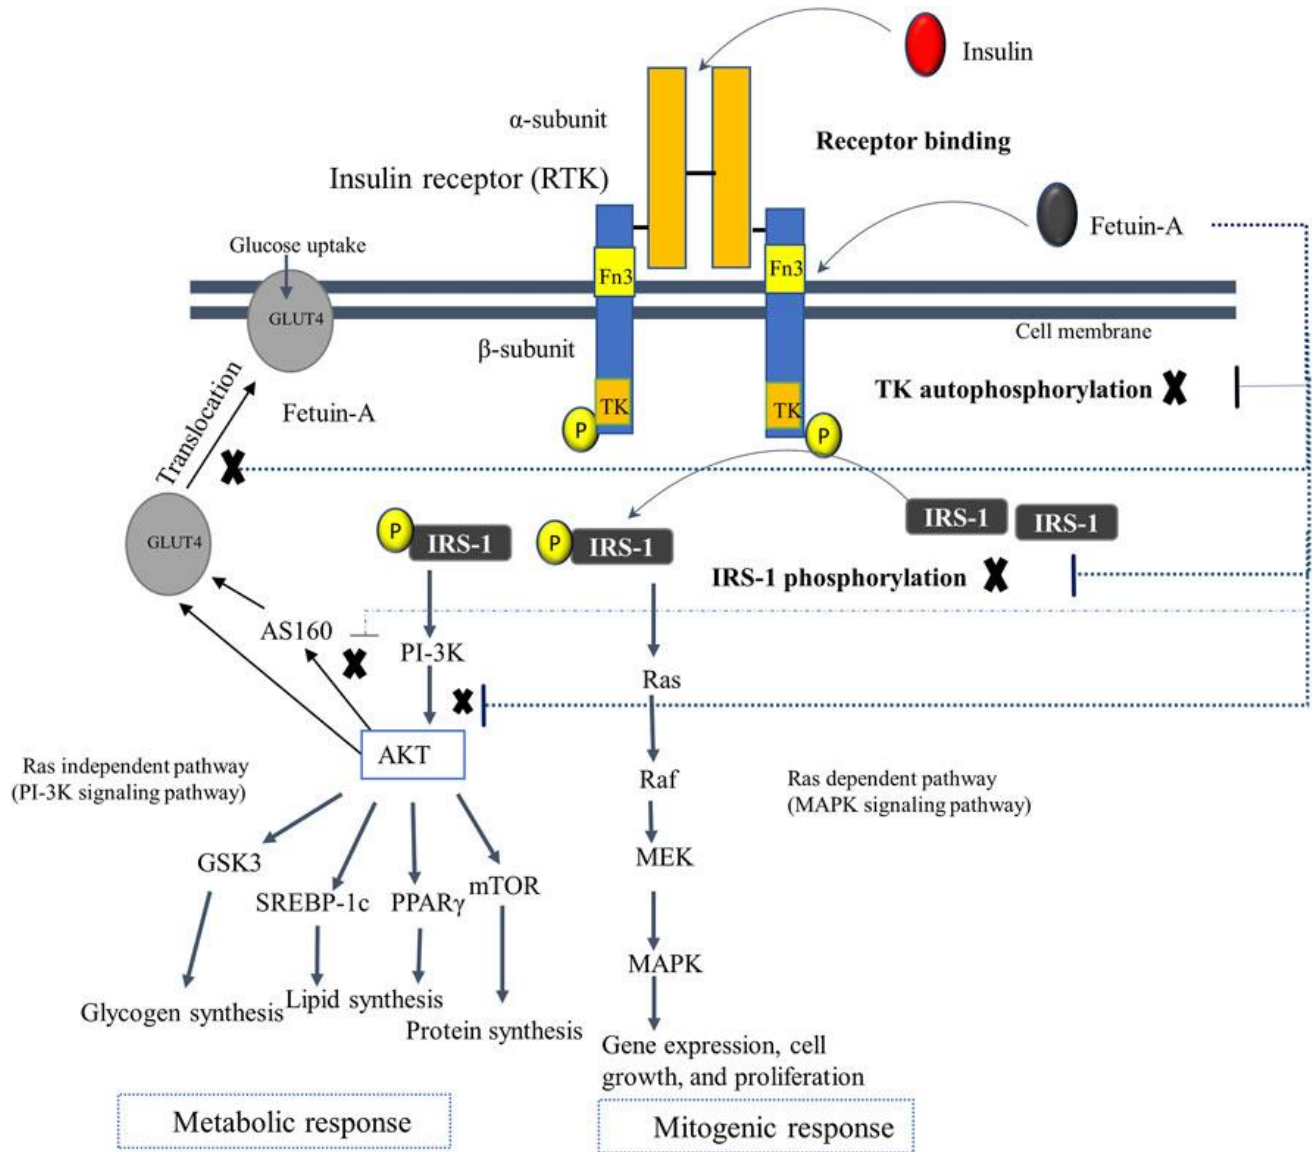 Insulin
α-subunit
Receptor binding
Insulin receptor (RTK)
Fetuin-A
Glucose uptake
Fn3
Fn3
GLUT4
Cell membrane
β-subunit
TK autophosphorylation
Translocation
Fetuin-A
TK
TK
P
P
GLUT4
P
IRS-1
P
IRS-1
IRS-1
IRS-1
IRS-1 phosphorylation
AS160
PI-3K
Ras
AKT
Ras independent pathway
(PI-3K signaling pathway)
Raf
Ras dependent pathway
(MAPK signaling pathway)
GSK3
MEK
SREBP-1c
PPARγ
mTOR
MAPK
Glycogen synthesis
Lipid synthesis
Protein synthesis
Gene expression, cell
growth, and proliferation
Metabolic response
Mitogenic response